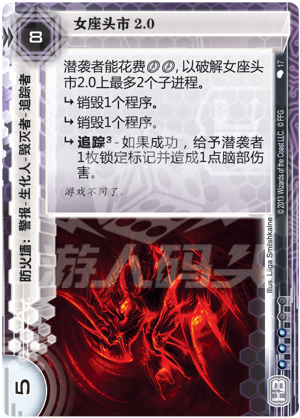 8
女座头市 2.0
潜袭者能花费,以破解女座头
市2.0上最多2个子进程。
↳ 销毁1个程序。
↳ 销毁1个程序。
↳ 追踪³-如果成功,给予潜袭者
1枚锁定标记并造成1点脑部伤
害。
游戏不同了。
防火墙:警报-生化人-毁灭者-追踪者
17
© 2013 Wizards of the Coast LLC. © FFG
Illus. Liiga Smilshkalne
游人码头
5
HB